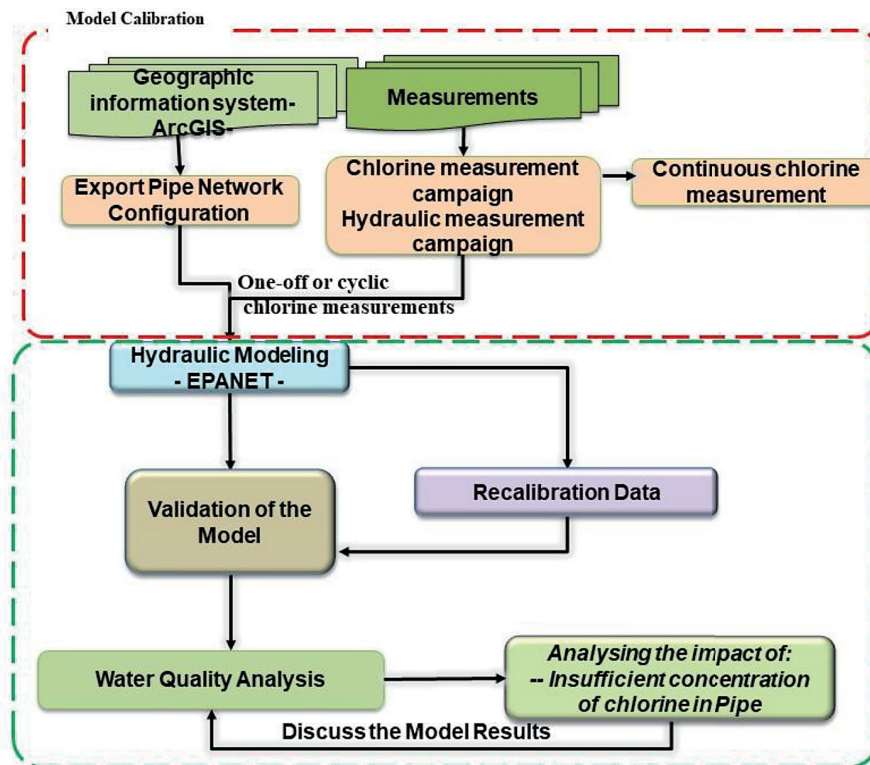 Model Calibration
Geographic
information system-
ArcGIS-
Measurements
Export Pipe Network
Configuration
Chlorine measurement
campaign
Hydraulic measurement
campaign
Continuous chlorine
measurement
One-off or cyclic
chlorine measurements
Hydraulic Modeling
- EPANET -
Validation of the
Model
Recalibration Data
Water Quality Analysis
Analysing the impact of:
-- Insufficient concentration
of chlorine in Pipe
Discuss the Model Results